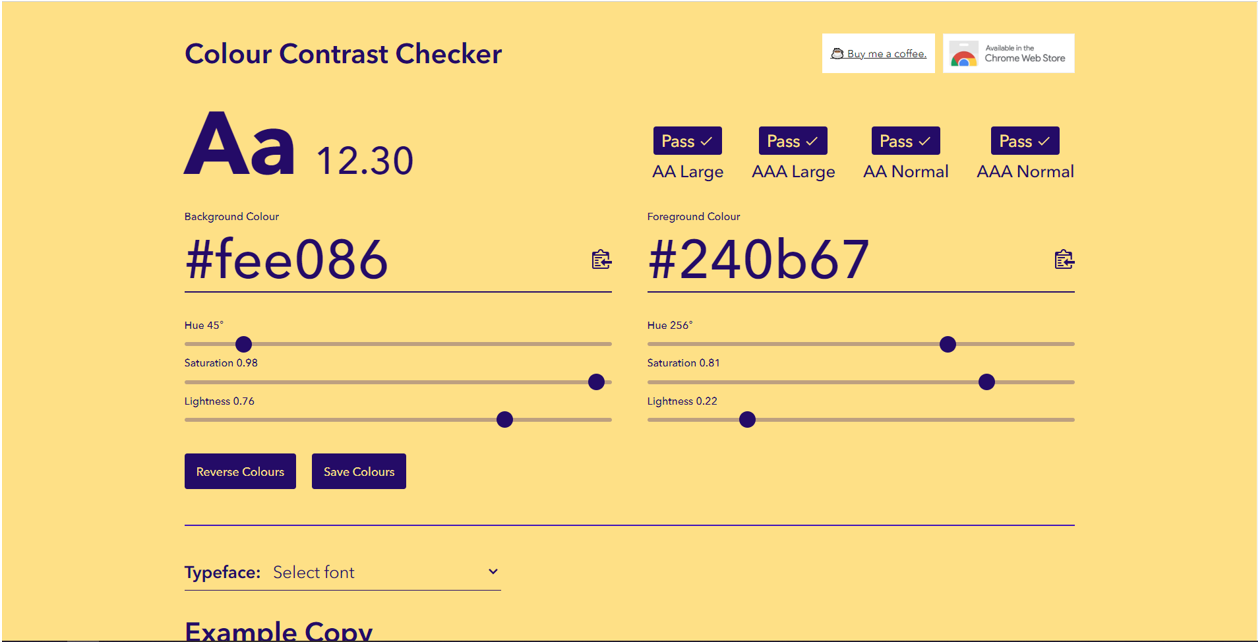 Colour Contrast Checker
Buy me a coffee.
Available in the
Chrome Web Store
Aa 12.30
Pass ✓ Pass ✓ Pass ✓ Pass ✓
AA Large AAA Large AA Normal AAA Normal
Background Colour Foreground Colour
#fee086 #240b67
Hue 45° Hue 256°
Saturation 0.98 Saturation 0.81
Lightness 0.76 Lightness 0.22
Reverse Colours Save Colours
Typeface: Select font
Example Copy